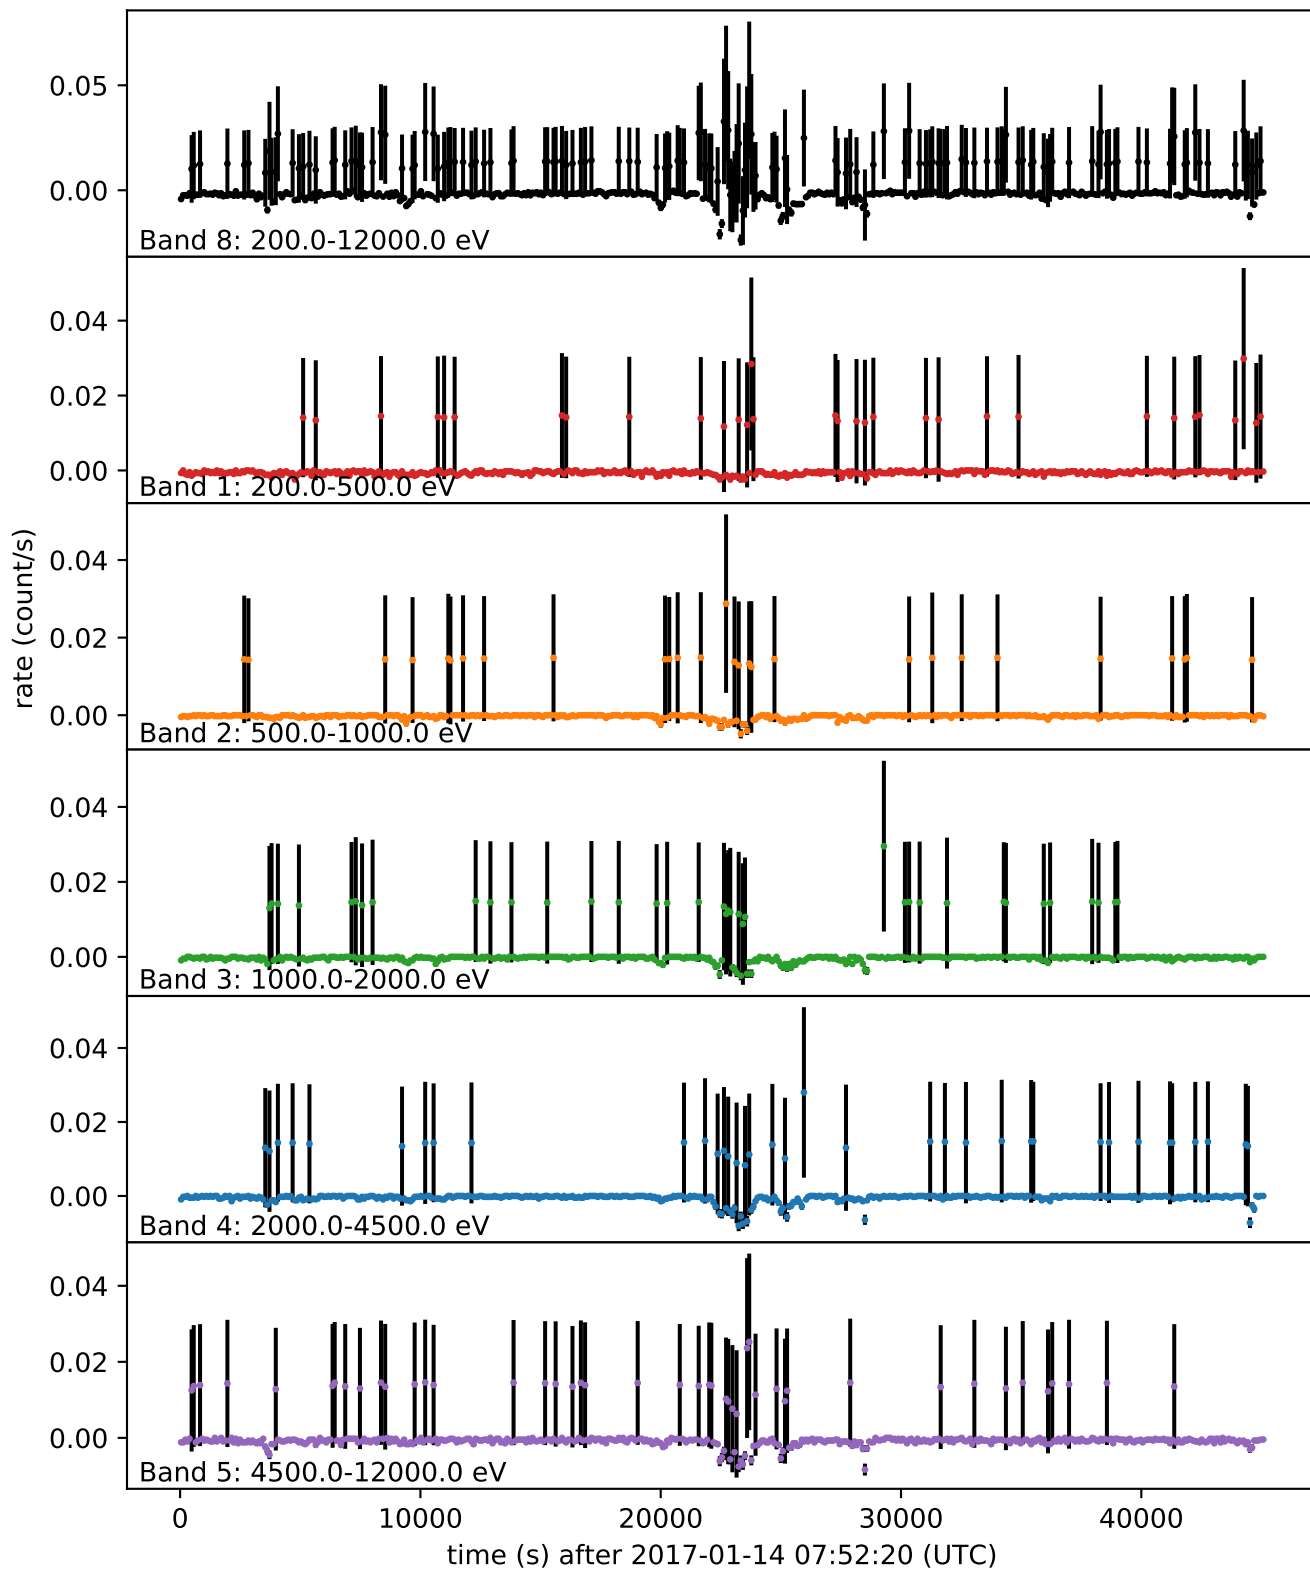 0.05
0.00
Band 8: 200.0-12000.0 eV
0.04
0.02
0.00
Band 1: 200.0-500.0 eV
0.04
0.02
0.00
Band 2: 500.0-1000.0 eV
rate (count/s)
0.04
0.02
0.00
Band 3: 1000.0-2000.0 eV
0.04
0.02
0.00
Band 4: 2000.0-4500.0 eV
0.04
0.02
0.00
Band 5: 4500.0-12000.0 eV
0 10000 20000 30000 40000
time (s) after 2017-01-14 07:52:20 (UTC)